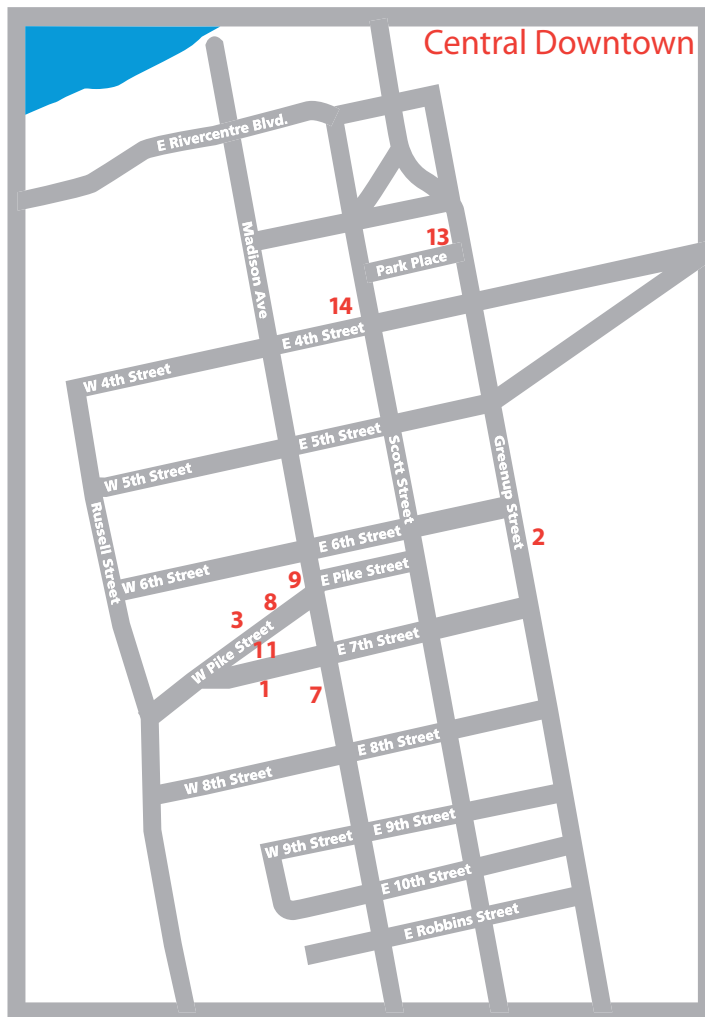 Central Downtown
E Rivercentre Blvd.
Madison Ave
13
Park Place
14
E 4th Street
W 4th Street
E 5th Street
W 5th Street
Scott Street
Greenup Street
Russell Street
2
E 6th Street
W 6th Street
E Pike Street
9
8
3
W Pike Street
11
E 7th Street
1
7
E 8th Street
W 8th Street
E 9th Street
W 9th Street
E 10th Street
E Robbins Street